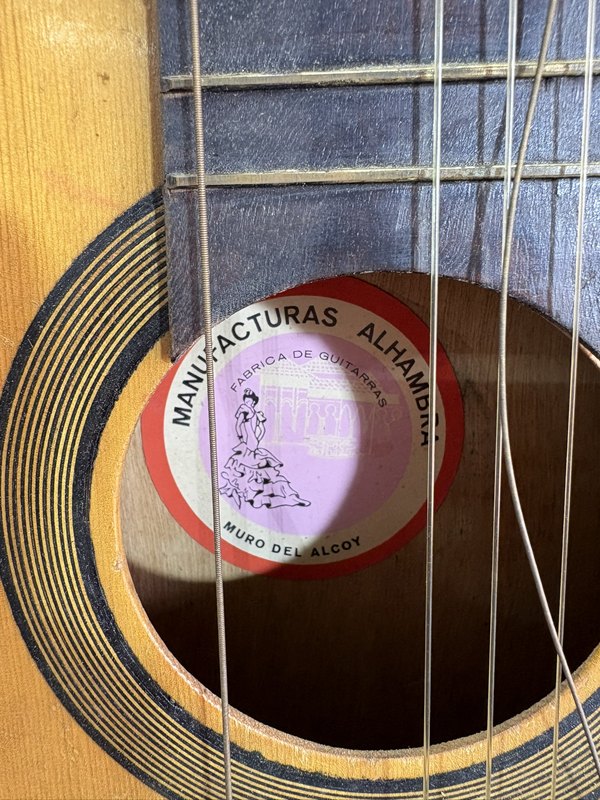 MANUFACTURAS ALHAMBRA
FABRICA DE GUITARRAS
MURO DEL ALCOY